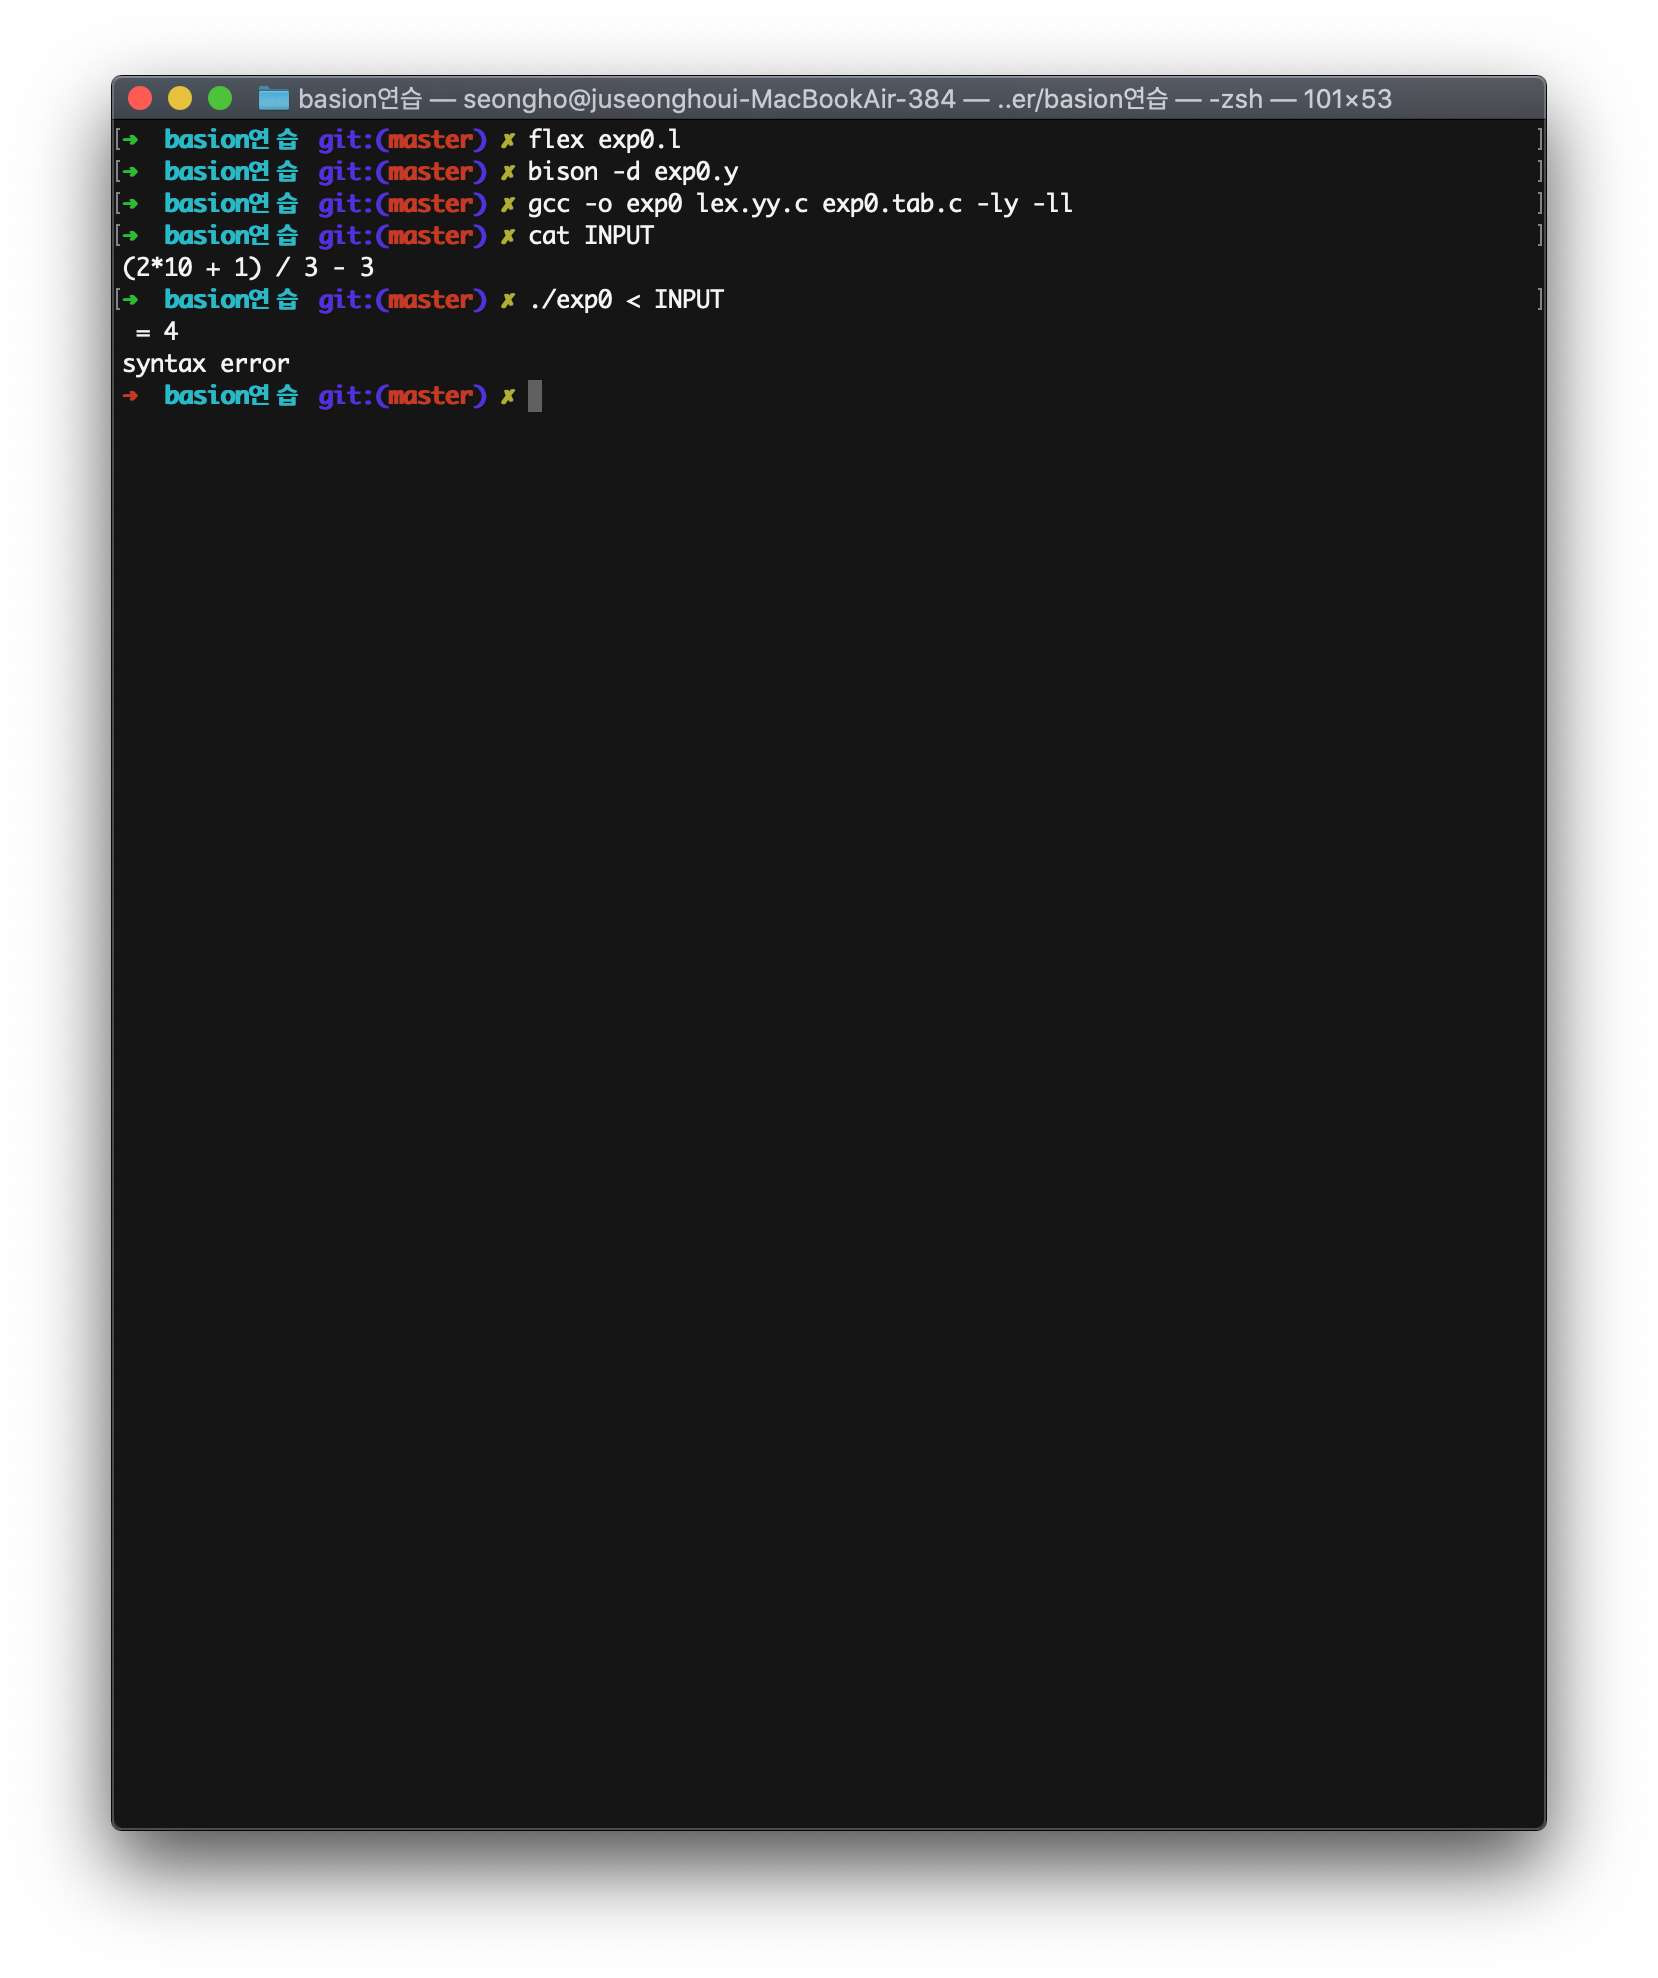 basion연습 — seongho@juseonghoui-MacBookAir-384 — ..er/basion연습 — -zsh — 101×53
[➜  basion연습 git:(master) ✗ flex exp0.l ]
[➜  basion연습 git:(master) ✗ bison -d exp0.y ]
[➜  basion연습 git:(master) ✗ gcc -o exp0 lex.yy.c exp0.tab.c -ly -ll ]
[➜  basion연습 git:(master) ✗ cat INPUT ]
(2*10 + 1) / 3 - 3
[➜  basion연습 git:(master) ✗ ./exp0 < INPUT ]
 = 4
syntax error
➜  basion연습 git:(master) ✗